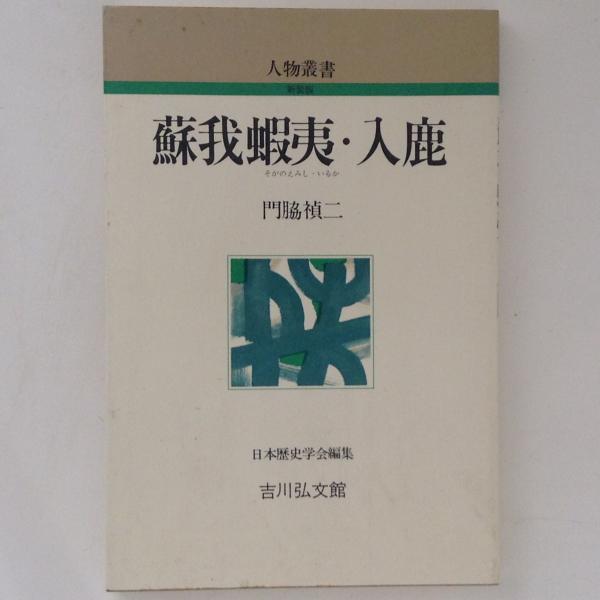 人物叢書
新装版
蘇我蝦夷・入鹿
そがのえみし・いるか
門脇禎二
日本歴史学会編集
吉川弘文館